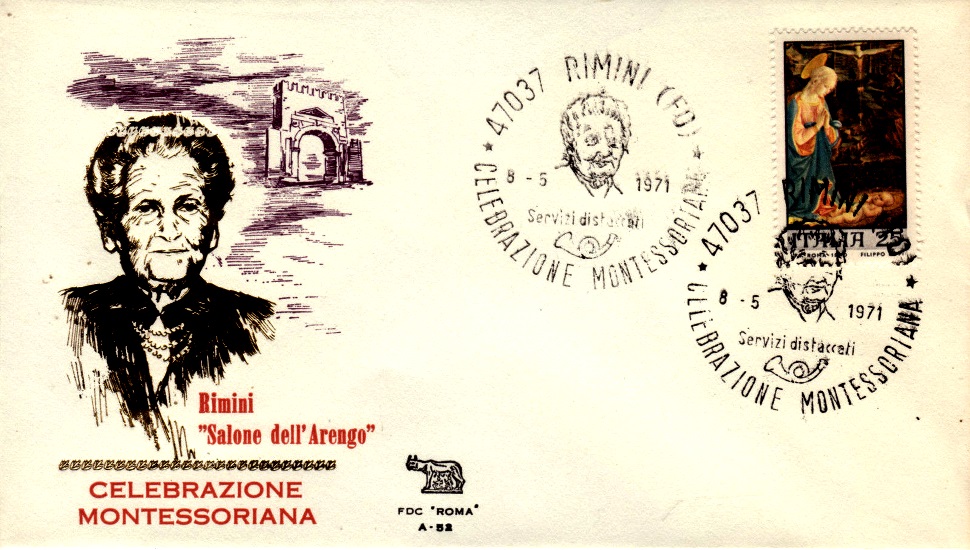 47037 RIMINI (FO)
8 - 5 1971
Servizi distaccati
CELEBRAZIONE MONTESSORIANA
47037
8 - 5 1971
Servizi distaccati
CELEBRAZIONE MONTESSORIANA
ITALIA 25
FILIPPO
Rimini
"Salone dell'Arengo"
CELEBRAZIONE
MONTESSORIANA
FDC "ROMA"
A-52